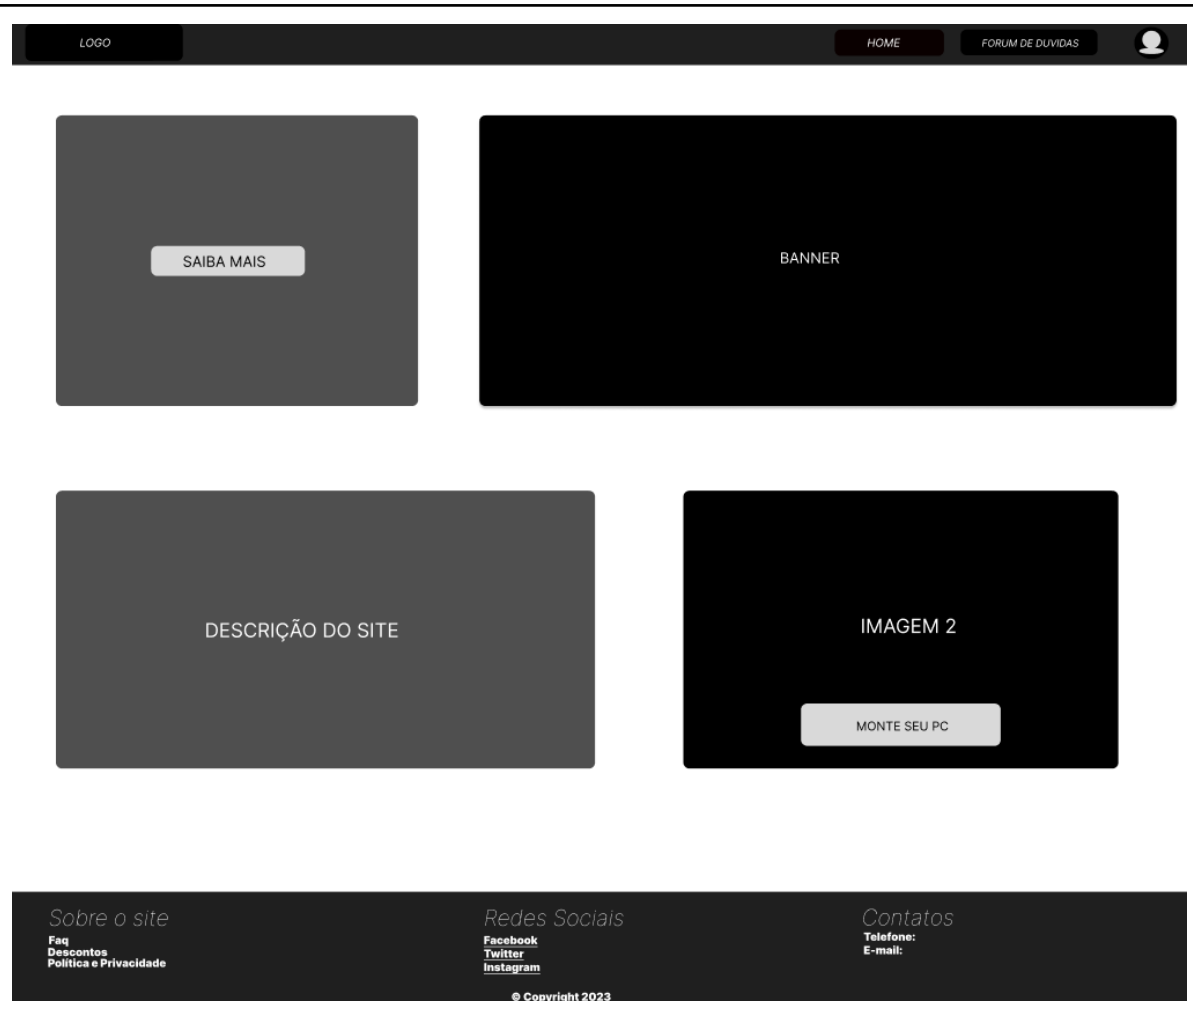 LOGO
HOME
FORUM DE DUVIDAS
SAIBA MAIS
BANNER
DESCRIÇÃO DO SITE
IMAGEM 2
MONTE SEU PC
Sobre o site
Faq
Descontos
Política e Privacidade
Redes Sociais
Facebook
Twitter
Instagram
Contatos
Telefone:
E-mail:
© Copyright 2023